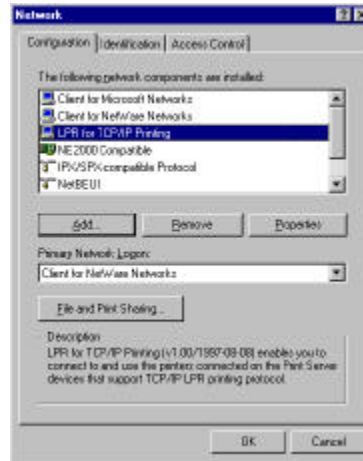 Network
Configuration Identification Access Control
The following network components are installed:
Client for Microsoft Networks
Client for NetWare Networks
LPR for TCP/IP Printing
NE2000 Compatible
IPX/SPX-compatible Protocol
NetBEUI
Add... Remove Properties
Primary Network Logon:
Client for NetWare Networks
File and Print Sharing...
Description
LPR for TCP/IP Printing (v1.00/1997-08-08) enables you to
connect to and use the printers connected on the Print Server
devices that support TCP/IP LPR printing protocol.
OK Cancel